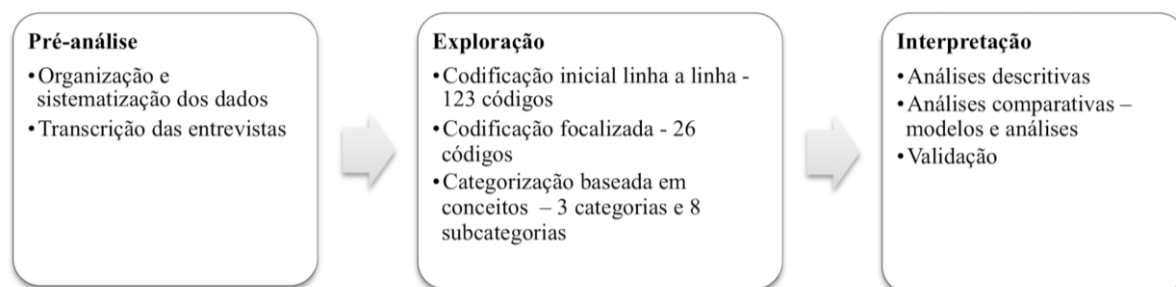 Pré-análise
•Organização e
sistematização dos dados
•Transcrição das entrevistas
Exploração
•Codificação inicial linha a linha -
123 códigos
•Codificação focalizada - 26
códigos
•Categorização baseada em
conceitos – 3 categorias e 8
subcategorias
Interpretação
•Análises descritivas
•Análises comparativas –
modelos e análises
•Validação